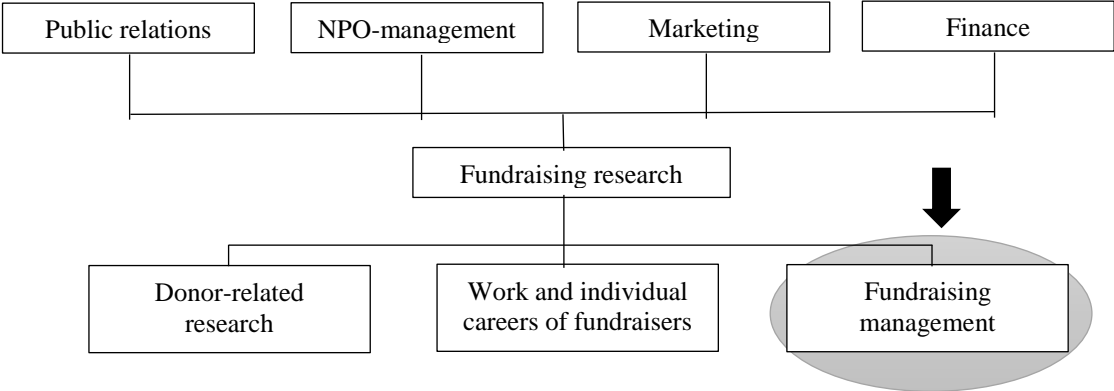 Public relations
NPO-management
Marketing
Finance
Fundraising research
Donor-related
research
Work and individual
careers of fundraisers
Fundraising
management